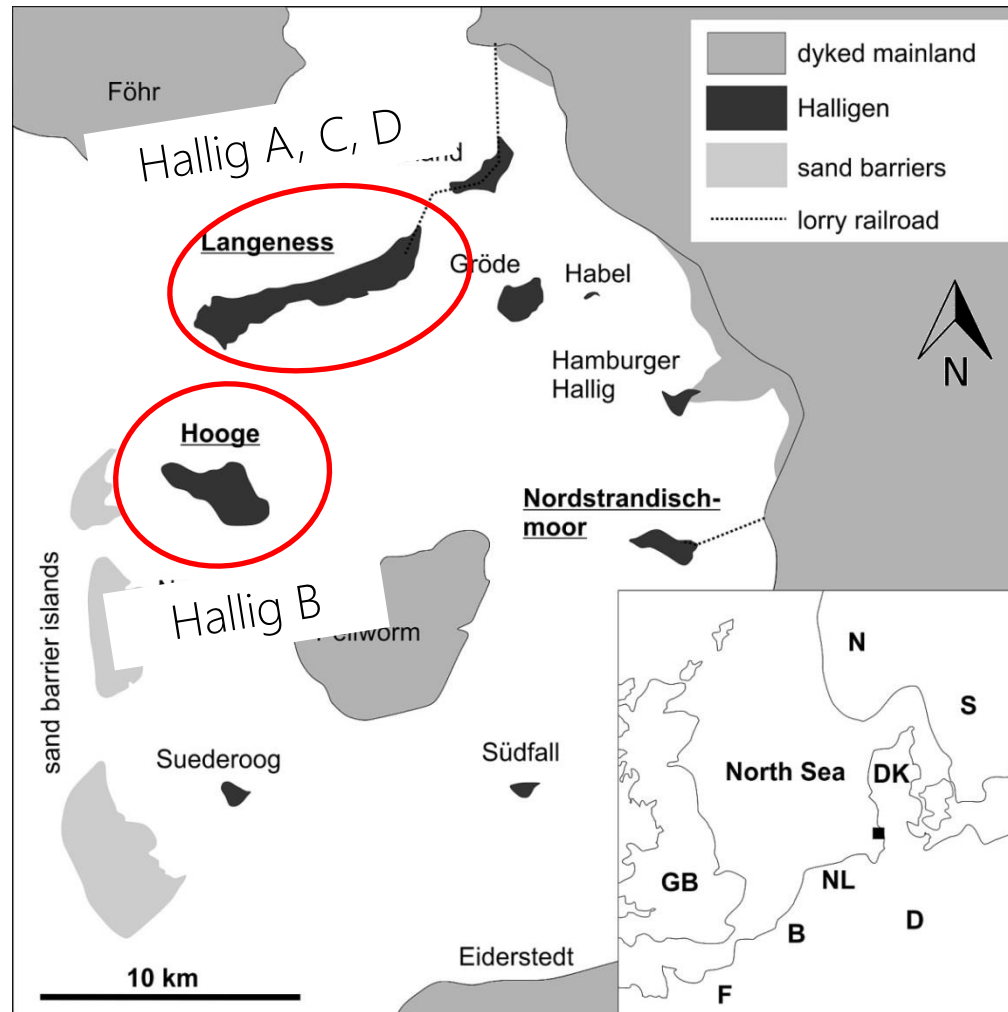 Föhr
dyked mainland
Halligen
sand barriers
lorry railroad
Hallig A, C, D
Langeness
Gröde
Habel
Hamburger
Hallig
N
Hooge
Nordstrandisch-
moor
Hallig B
sand barrier islands
Suederoog
Südfall
Eiderstedt
10 km
N
S
North Sea
DK
GB
NL
B
D
F